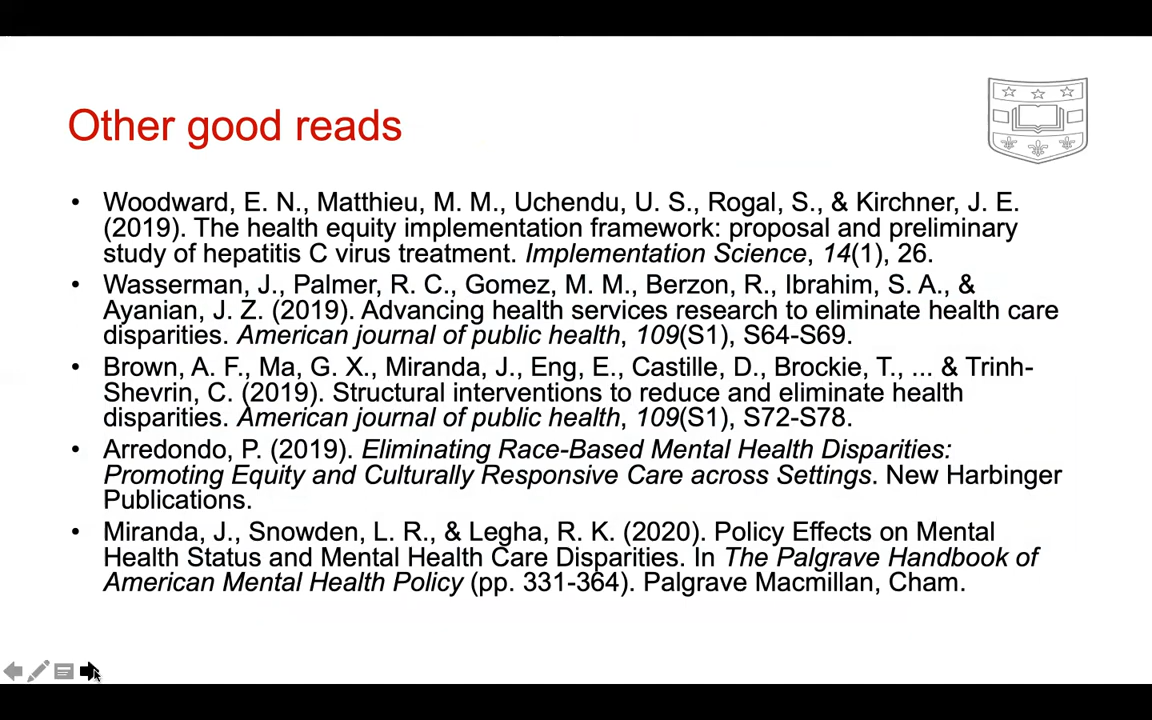 Other good reads
• Woodward, E. N., Matthieu, M. M., Uchendu, U. S., Rogal, S., & Kirchner, J. E.
(2019). The health equity implementation framework: proposal and preliminary
study of hepatitis C virus treatment. Implementation Science, 14(1), 26.
• Wasserman, J., Palmer, R. C., Gomez, M. M., Berzon, R., Ibrahim, S. A., &
Ayanian, J. Z. (2019). Advancing health services research to eliminate health care
disparities. American journal of public health, 109(S1), S64-S69.
• Brown, A. F., Ma, G. X., Miranda, J., Eng, E., Castille, D., Brockie, T., ... & Trinh-
Shevrin, C. (2019). Structural interventions to reduce and eliminate health
disparities. American journal of public health, 109(S1), S72-S78.
• Arredondo, P. (2019). Eliminating Race-Based Mental Health Disparities:
Promoting Equity and Culturally Responsive Care across Settings. New Harbinger
Publications.
• Miranda, J., Snowden, L. R., & Legha, R. K. (2020). Policy Effects on Mental
Health Status and Mental Health Care Disparities. In The Palgrave Handbook of
American Mental Health Policy (pp. 331-364). Palgrave Macmillan, Cham.